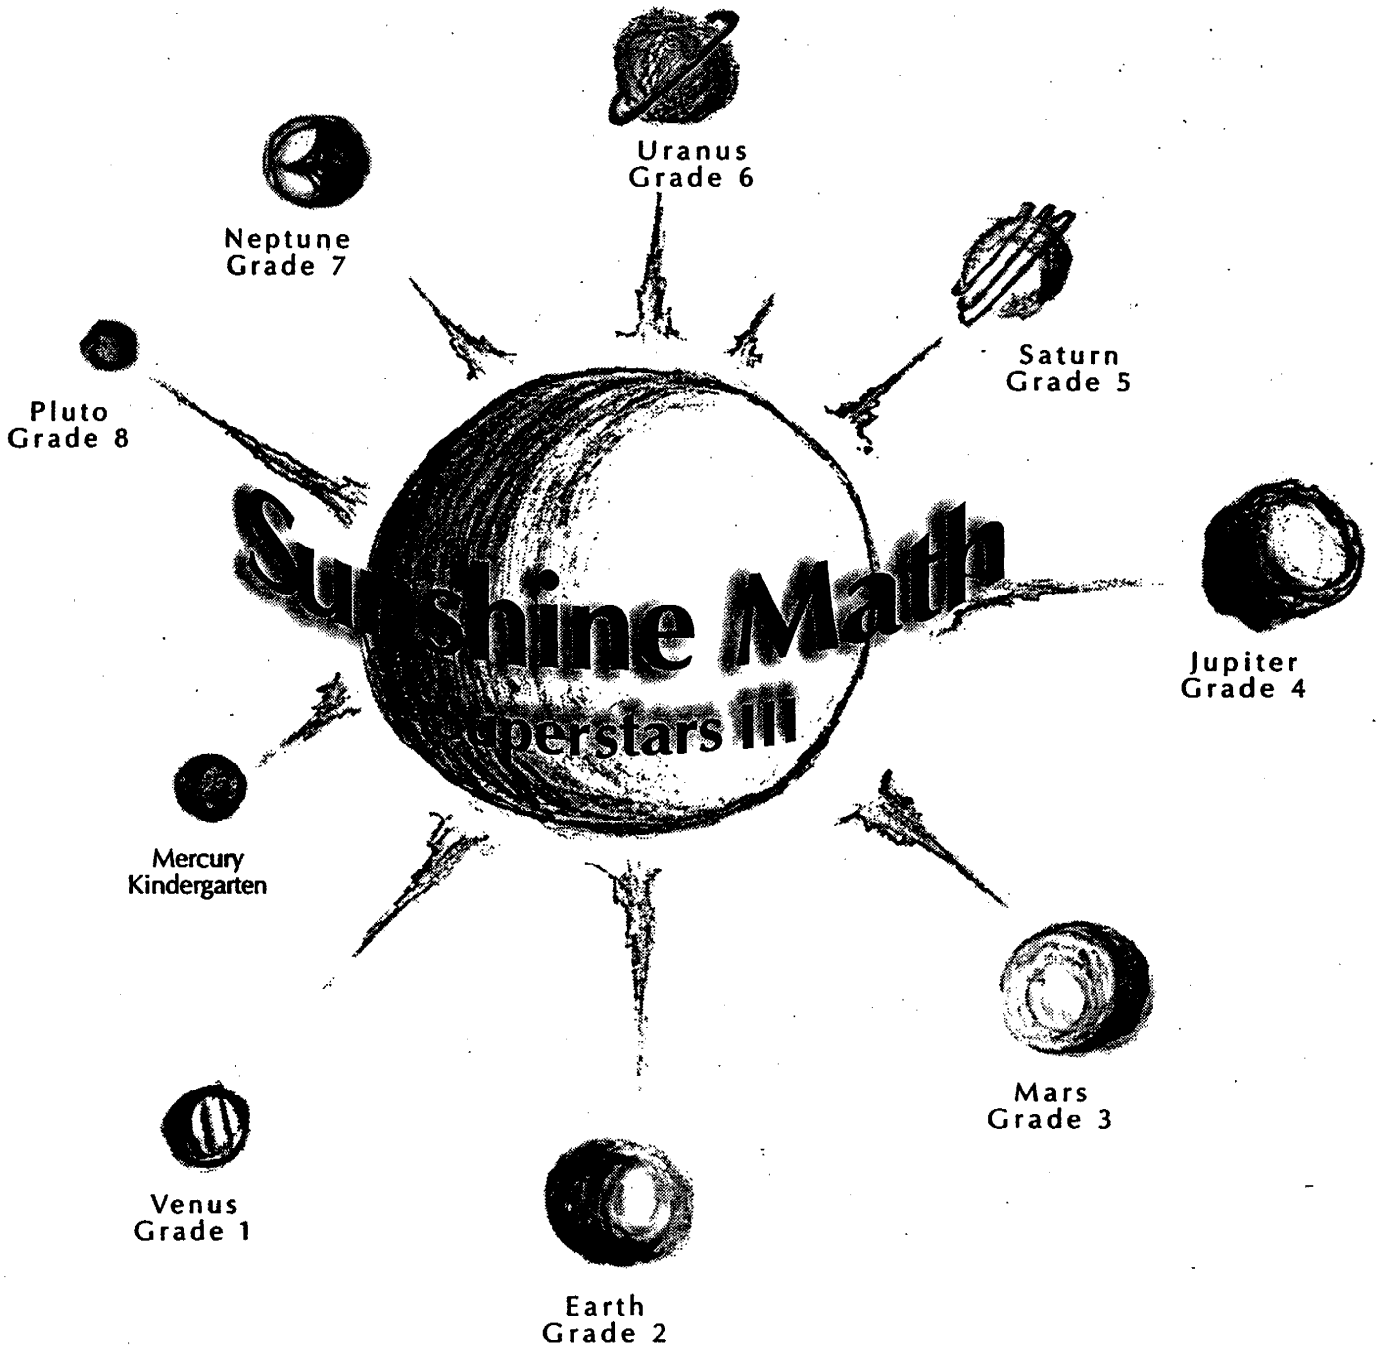 Uranus
Grade 6
Neptune
Grade 7
Saturn
Grade 5
Pluto
Grade 8
Sunshine Math
Superstars III
Jupiter
Grade 4
Mercury
Kindergarten
Mars
Grade 3
Venus
Grade 1
Earth
Grade 2